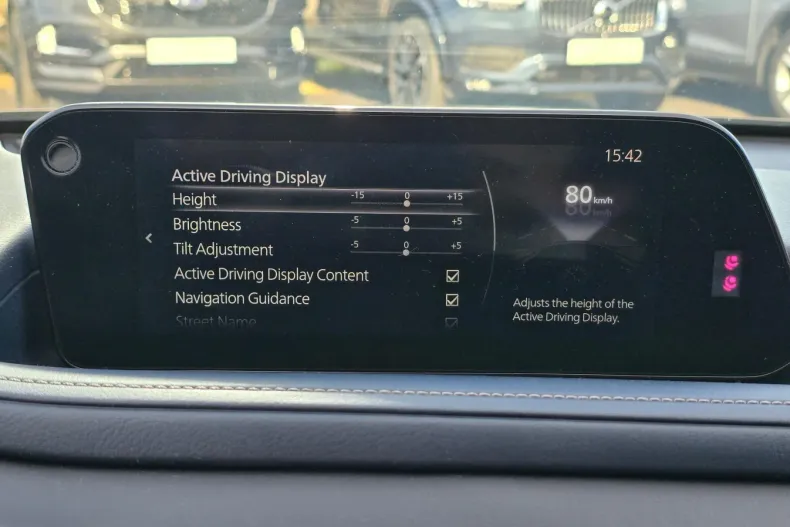 15:42
Active Driving Display
Height -15 0 +15
Brightness -5 0 +5
Tilt Adjustment -5 0 +5
Active Driving Display Content
Navigation Guidance
Street Name
80 km/h
Adjusts the height of the
Active Driving Display.